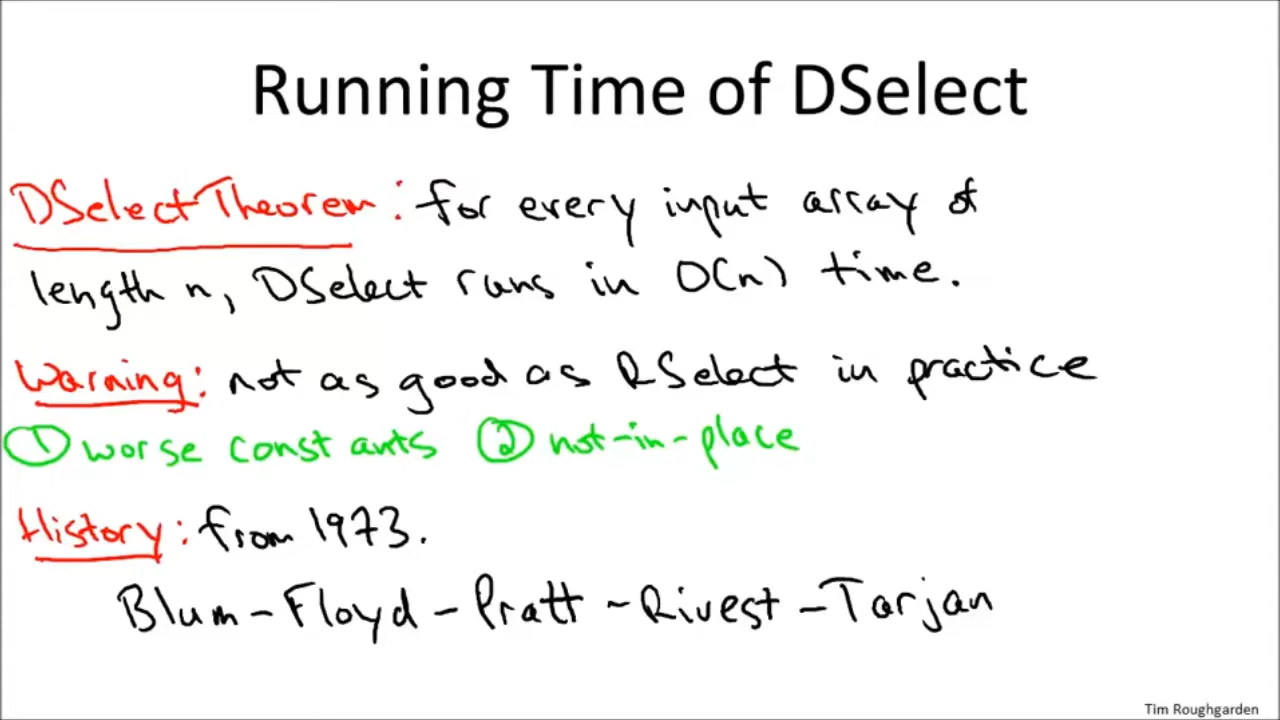 Running Time of DSelect
DSelect Theorem: for every input array of
length n, DSelect runs in O(n) time.
Warning: not as good as RSelect in practice
① worse constants ② not-in-place
History: from 1973.
Blum - Floyd - Pratt - Rivest - Tarjan
Tim Roughgarden